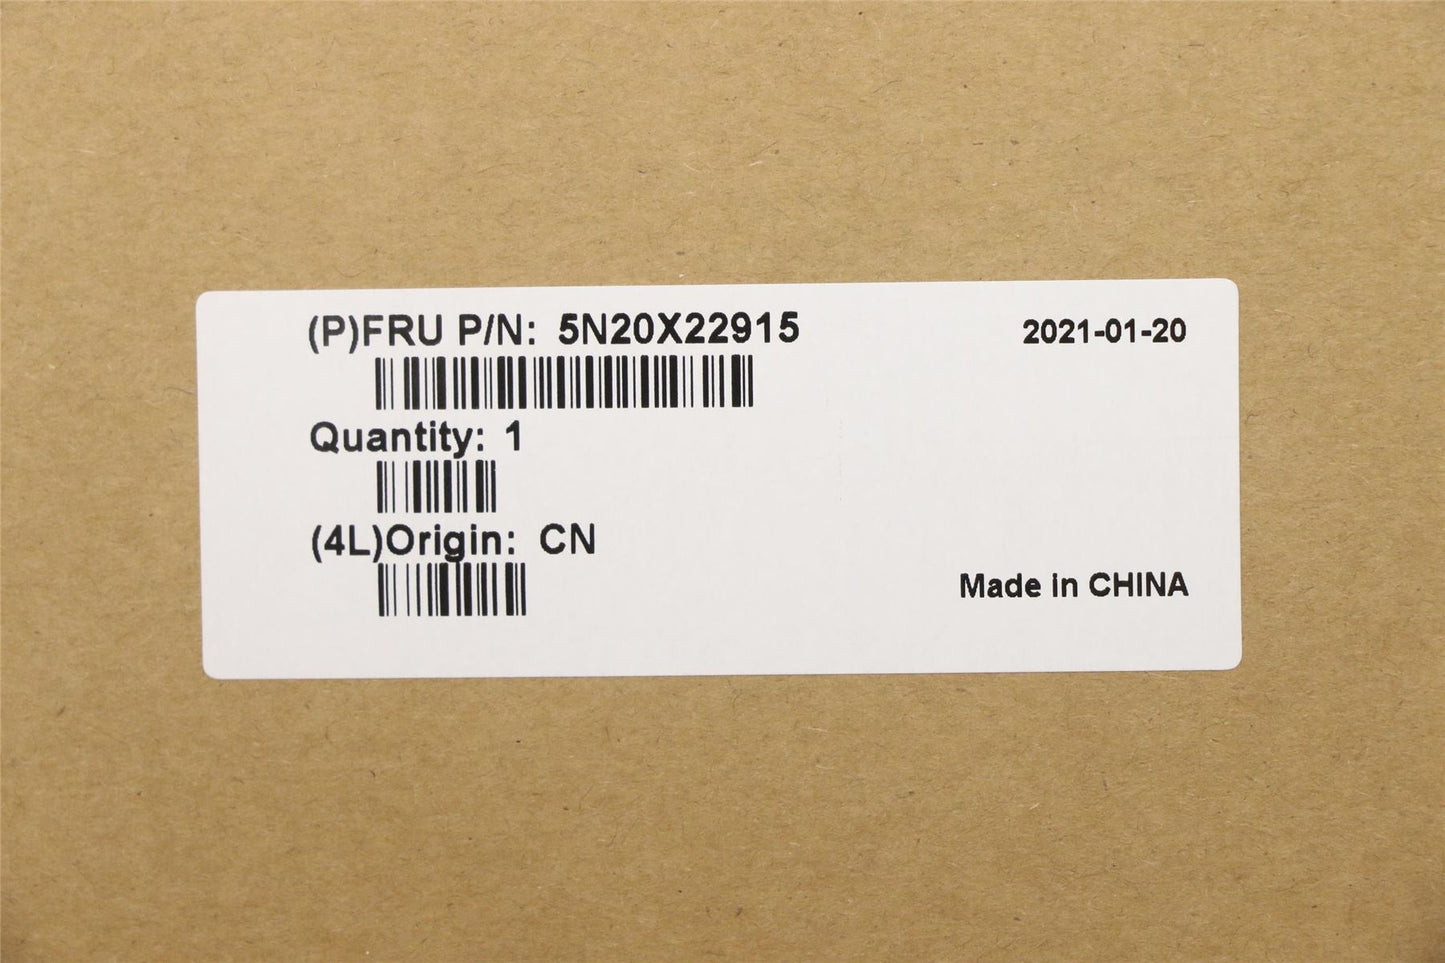 (P)FRU P/N: 5N20X22915
2021-01-20
Quantity: 1
(4L)Origin: CN
Made in CHINA